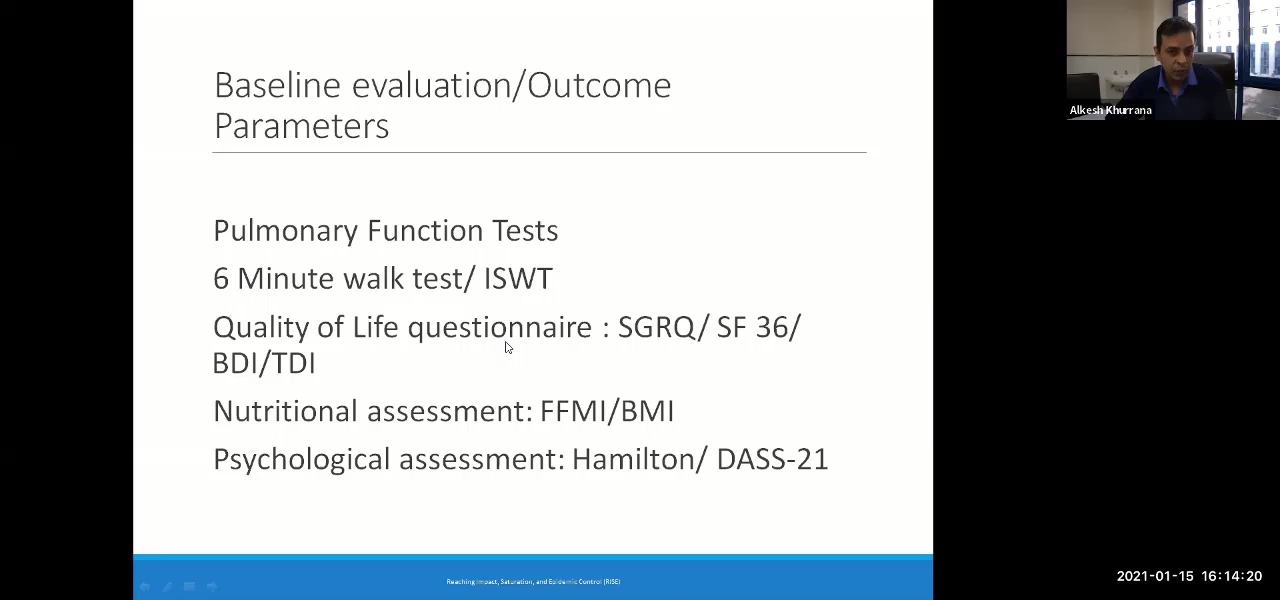 Baseline evaluation/Outcome
Parameters
Pulmonary Function Tests
6 Minute walk test/ ISWT
Quality of Life questionnaire : SGRQ/ SF 36/
BDI/TDI
Nutritional assessment: FFMI/BMI
Psychological assessment: Hamilton/ DASS-21
Reaching Impact, Saturation, and Epidemic Control (RISE)
Alkesh Khurrana
2021-01-15 16:14:20